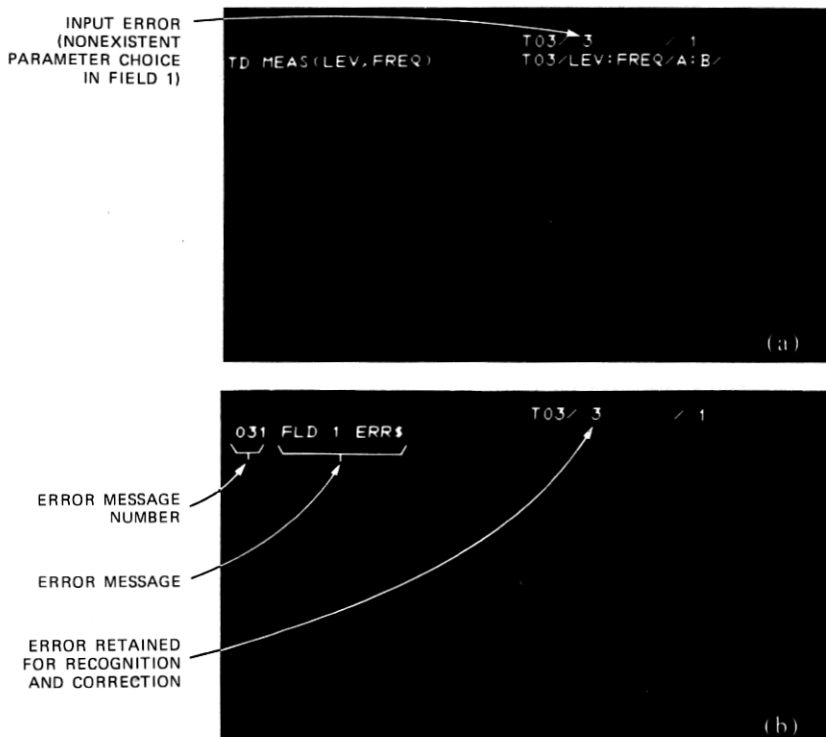 INPUT ERROR
(NONEXISTENT
PARAMETER CHOICE
IN FIELD 1)
T03/ 3 / 1
TD MEAS(LEV,FREQ) T03/LEV:FREQ/A:B/
(a)
T03/ 3 / 1
031 FLD 1 ERR$
ERROR MESSAGE
NUMBER
ERROR MESSAGE
ERROR RETAINED
FOR RECOGNITION
AND CORRECTION
(b)